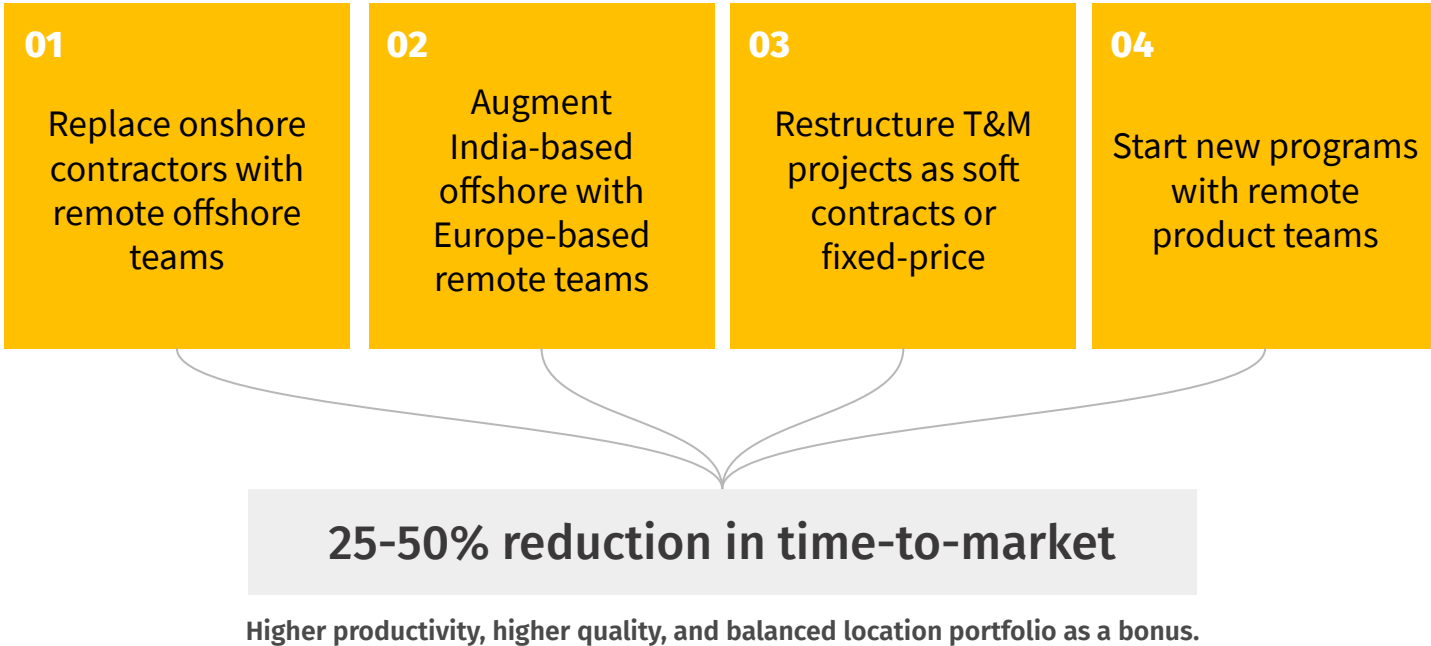 01
Replace onshore
contractors with
remote offshore
teams
02
Augment
India-based
offshore with
Europe-based
remote teams
03
Restructure T&M
projects as soft
contracts or
fixed-price
04
Start new programs
with remote
product teams
25-50% reduction in time-to-market
Higher productivity, higher quality, and balanced location portfolio as a bonus.